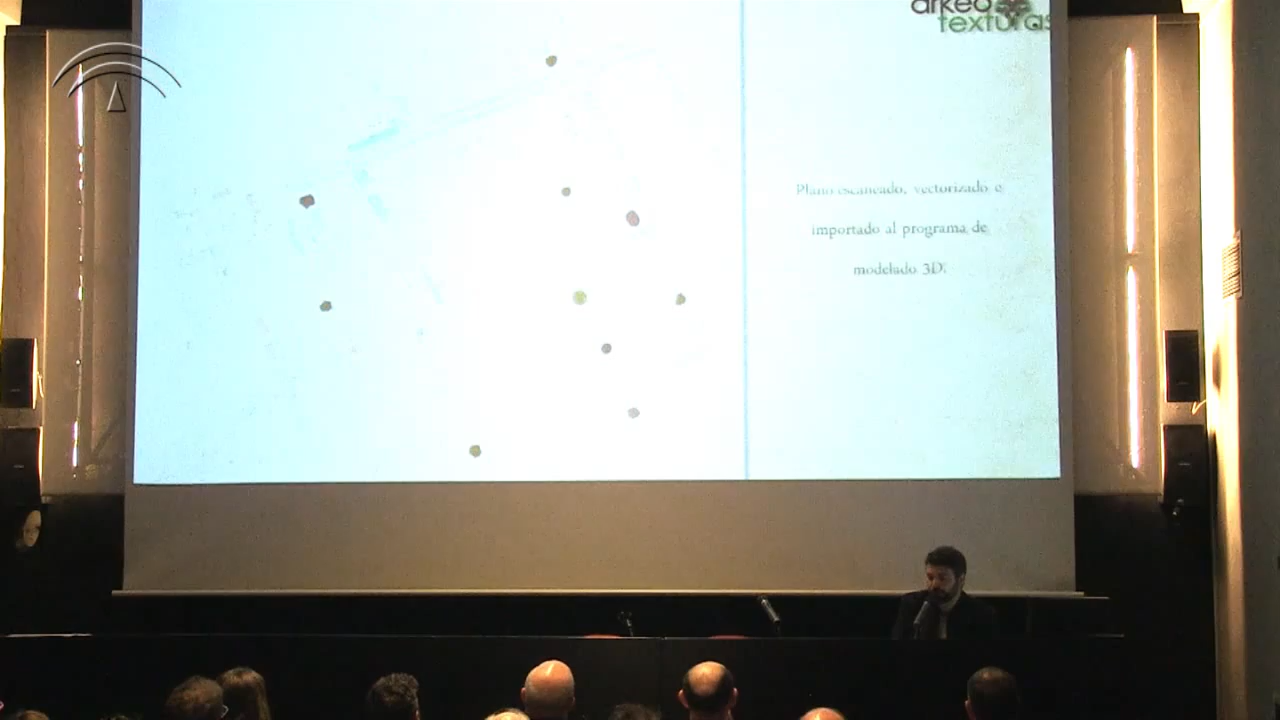 arkeo
texturas
Plano escaneado, vectorizado e
importado al programa de
modelado 3D.